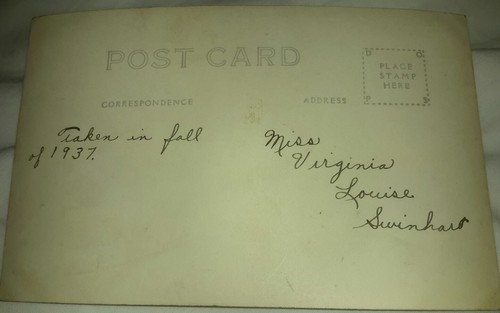 POST CARD
PLACE
STAMP
HERE
CORRESPONDENCE
ADDRESS
Taken in fall
of 1937.
Miss
Virginia
Louise
Swinhart